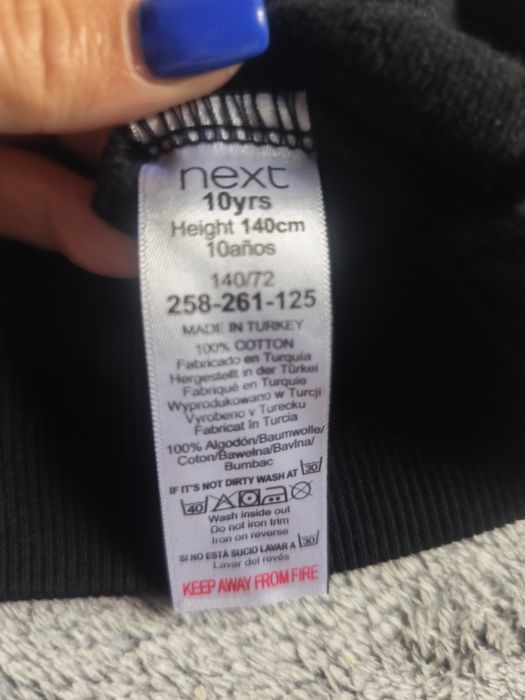 next
10yrs
Height 140cm
10años
140/72
258-261-125
MADE IN TURKEY
100% COTTON
Fabricado en Turquía
Hergestellt in der Türkei
Fabriqué en Turquie
Wyprodukowano w Turcji
Vyrobeno v Turecku
Fabricat în Turcia
100% Algodón/Baumwolle/
Coton/Bawełna/Bavlna/
Bumbac
IF IT'S NOT DIRTY WASH AT 30
40
Wash inside out
Do not iron trim
Iron on reverse
SI NO ESTÁ SUCIO LAVAR A 30
Lavar del revés
KEEP AWAY FROM FIRE